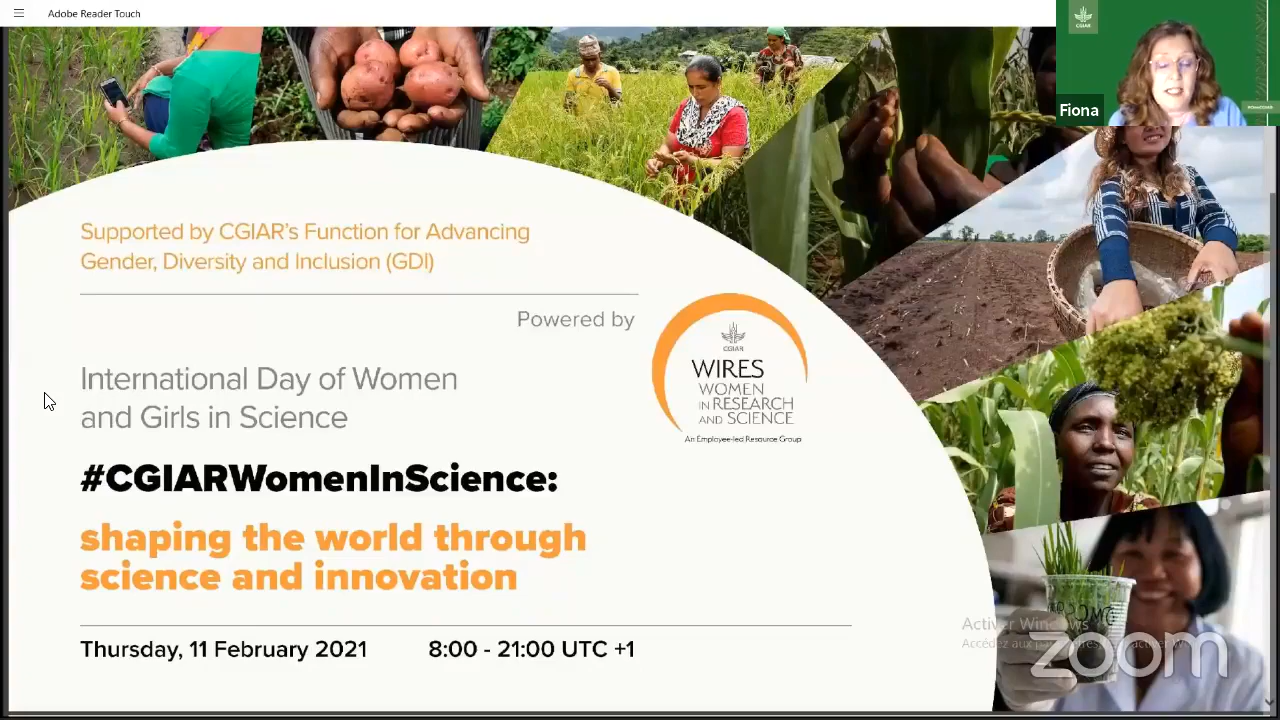 Adobe Reader Touch
CGIAR
Fiona
Supported by CGIAR's Function for Advancing
Gender, Diversity and Inclusion (GDI)
Powered by
CGIAR
WIRES
WOMEN
IN RESEARCH
AND SCIENCE
An Employee-led Resource Group
International Day of Women
and Girls in Science
#CGIARWomenInScience:
shaping the world through
science and innovation
Thursday, 11 February 2021 8:00 - 21:00 UTC +1
Activer Windows
Accédez aux
zoom